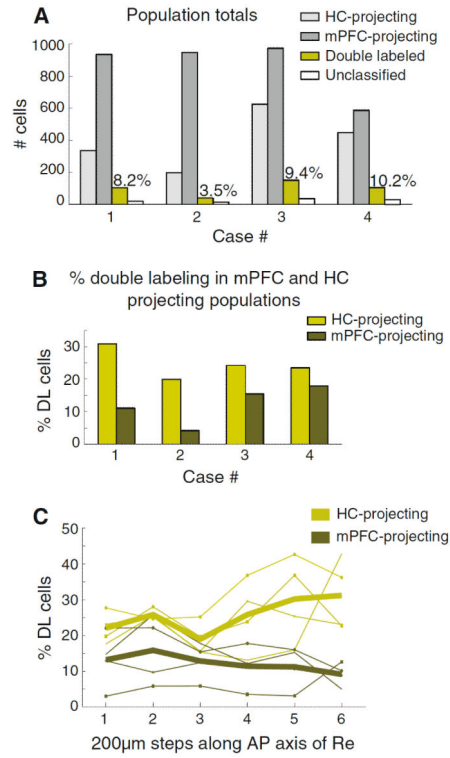 A
Population totals
HC-projecting
mPFC-projecting
Double labeled
Unclassified
# cells
1000
800
600
400
200
0
8.2%
3.5%
9.4%
10.2%
1 2 3 4
Case #
B
% double labeling in mPFC and HC
projecting populations
HC-projecting
mPFC-projecting
% DL cells
30
20
10
0
1 2 3 4
Case #
C
HC-projecting
mPFC-projecting
% DL cells
50
40
30
20
10
0
1 2 3 4 5 6
200µm steps along AP axis of Re